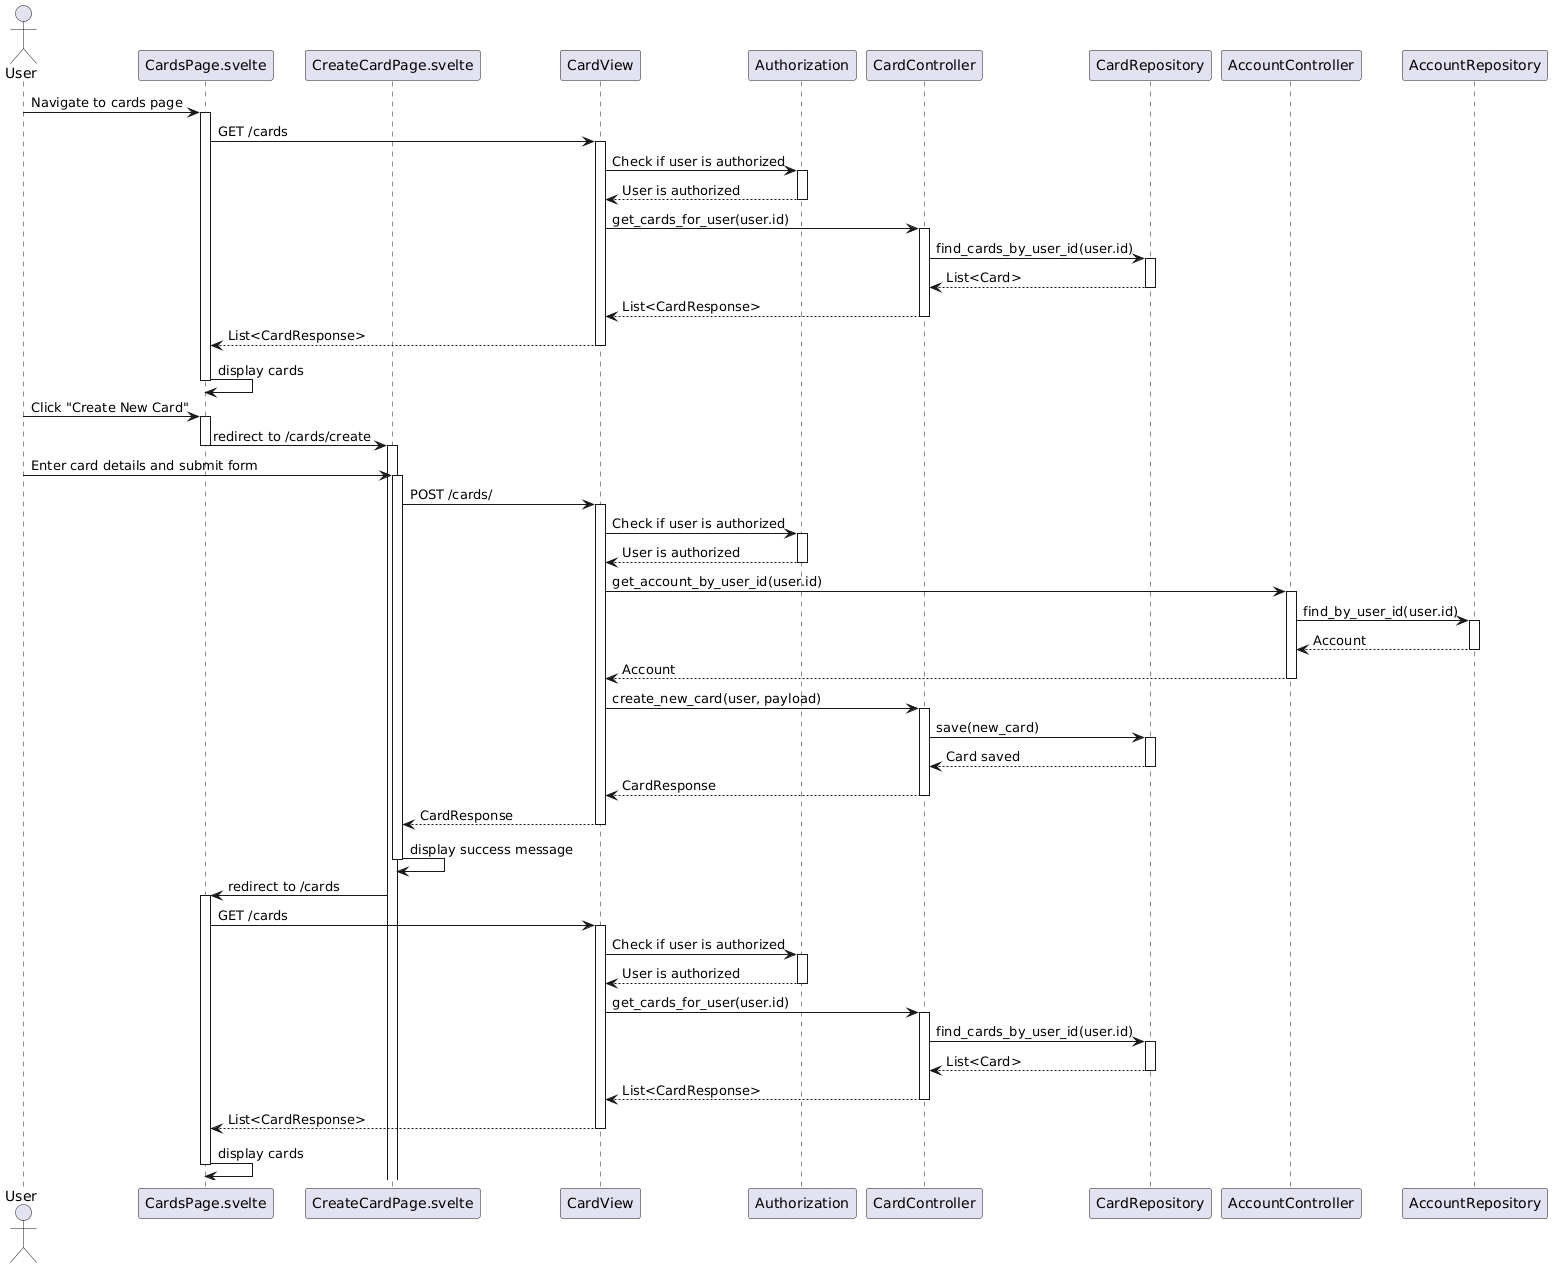 User
CardsPage.svelte
CreateCardPage.svelte
CardView
Authorization
CardController
CardRepository
AccountController
AccountRepository
Navigate to cards page
GET /cards
Check if user is authorized
User is authorized
get_cards_for_user(user.id)
find_cards_by_user_id(user.id)
List<Card>
List<CardResponse>
List<CardResponse>
display cards
Click "Create New Card"
redirect to /cards/create
Enter card details and submit form
POST /cards/
Check if user is authorized
User is authorized
get_account_by_user_id(user.id)
find_by_user_id(user.id)
Account
Account
create_new_card(user, payload)
save(new_card)
Card saved
CardResponse
CardResponse
display success message
redirect to /cards
GET /cards
Check if user is authorized
User is authorized
get_cards_for_user(user.id)
find_cards_by_user_id(user.id)
List<Card>
List<CardResponse>
List<CardResponse>
display cards
User
CardsPage.svelte
CreateCardPage.svelte
CardView
Authorization
CardController
CardRepository
AccountController
AccountRepository